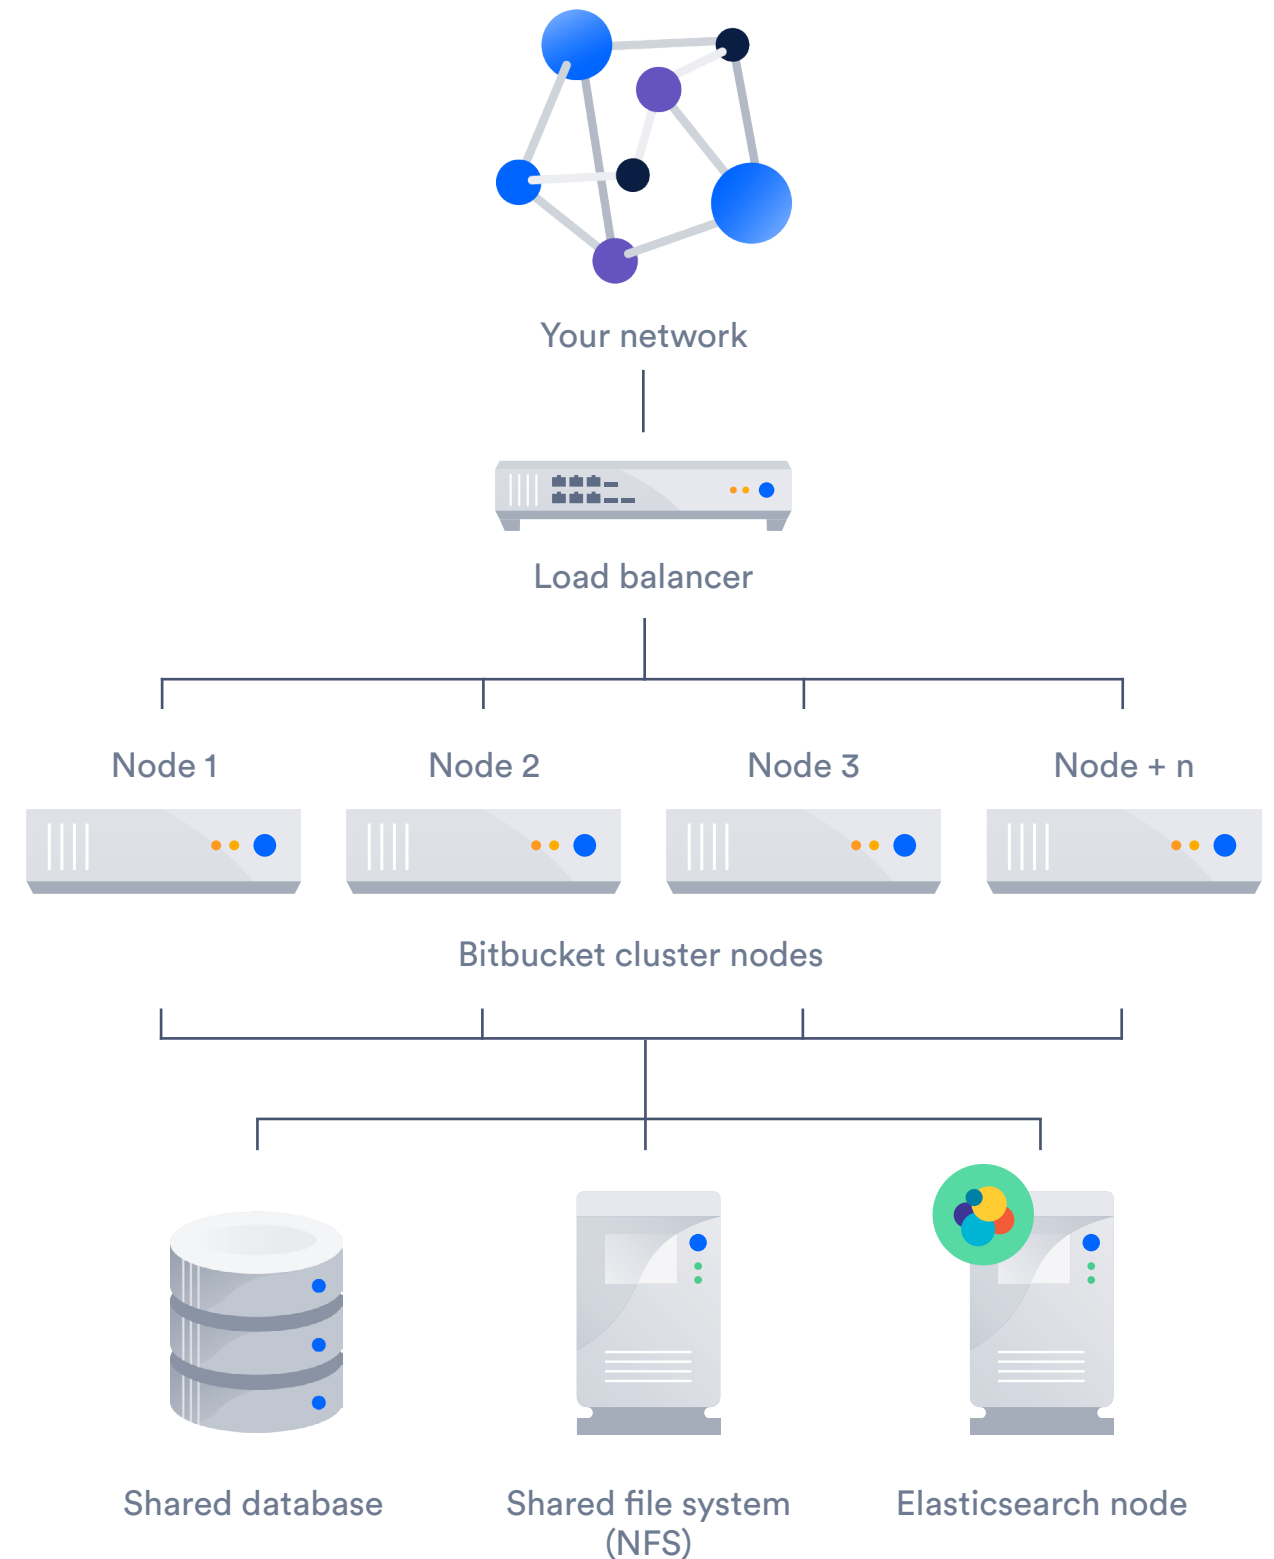 Your network
Load balancer
Node 1
Node 2
Node 3
Node + n
Bitbucket cluster nodes
Shared database
Shared file system
(NFS)
Elasticsearch node